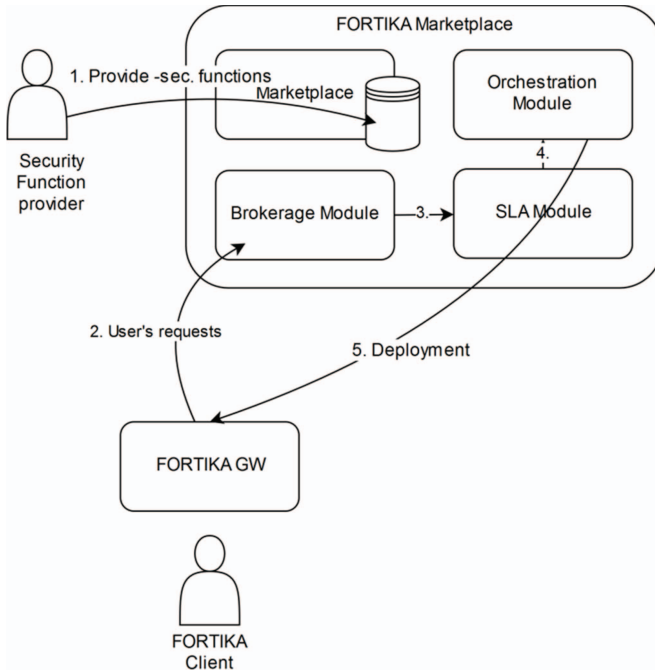 FORTIKA Marketplace
1. Provide -sec. functions
Marketplace
Orchestration
Module
Security
Function
provider
4.
Brokerage Module
3.
SLA Module
2. User's requests
5. Deployment
FORTIKA GW
FORTIKA
Client